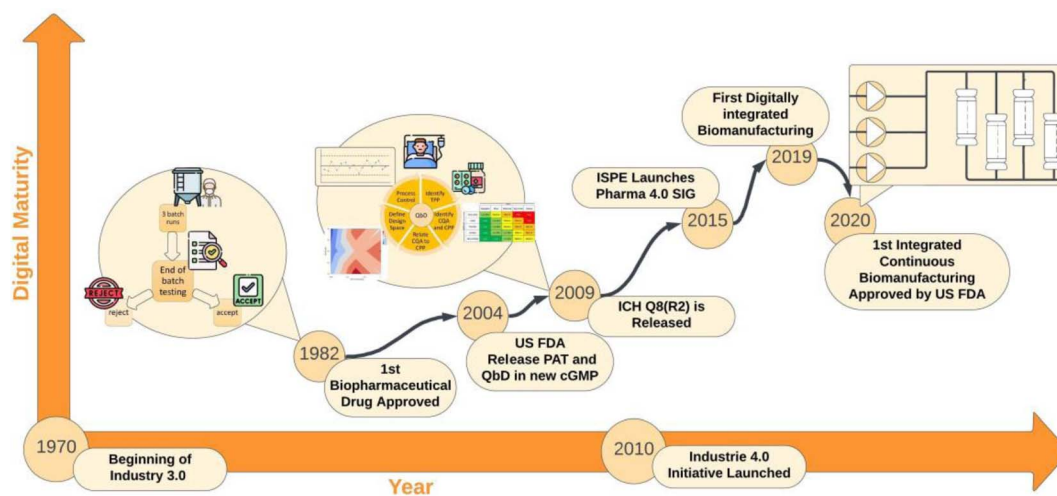 Digital Maturity
3 batch
runs
End of
batch
testing
REJECT
reject
ACCEPT
accept
1982
1st
Biopharmaceutical
Drug Approved
Process
Control
Identify
TPP
Define
Design
Space
QbD
Identify
CQA
and CPP
Relate
CQA to
CPP
2004
US FDA
Release PAT and
QbD in new cGMP
2009
ICH Q8(R2) is
Released
ISPE Launches
Pharma 4.0 SIG
2015
First Digitally
integrated
Biomanufacturing
2019
2020
1st Integrated
Continuous
Biomanufacturing
Approved by US FDA
1970
Beginning of
Industry 3.0
2010
Industrie 4.0
Initiative Launched
Year